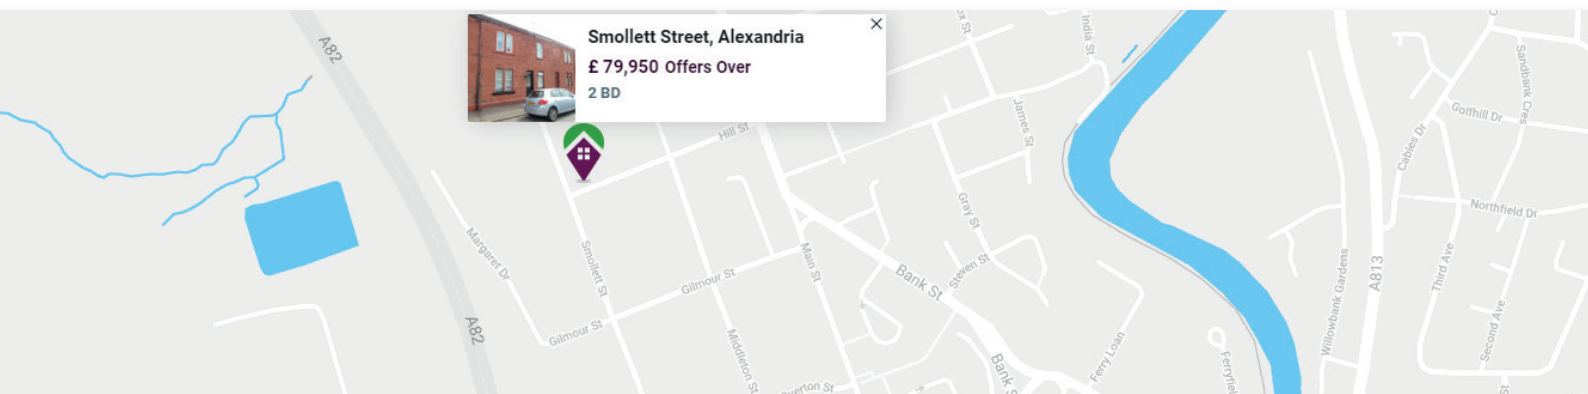 Smollett Street, Alexandria
£ 79,950 Offers Over
2 BD
A82
India St
Sandbank Cres
Golfhill Dr
James St
Hill St
Cables Dr
Northfield Dr
Gray St
Margaret Dr
Smollett St
Main St
Steven St
Bank St
Gilmour St
Third Ave
A813
Willowbank Gardens
A82
Gilmour St
Middleton St
Second Ave
Ferry Loan
Bank
St